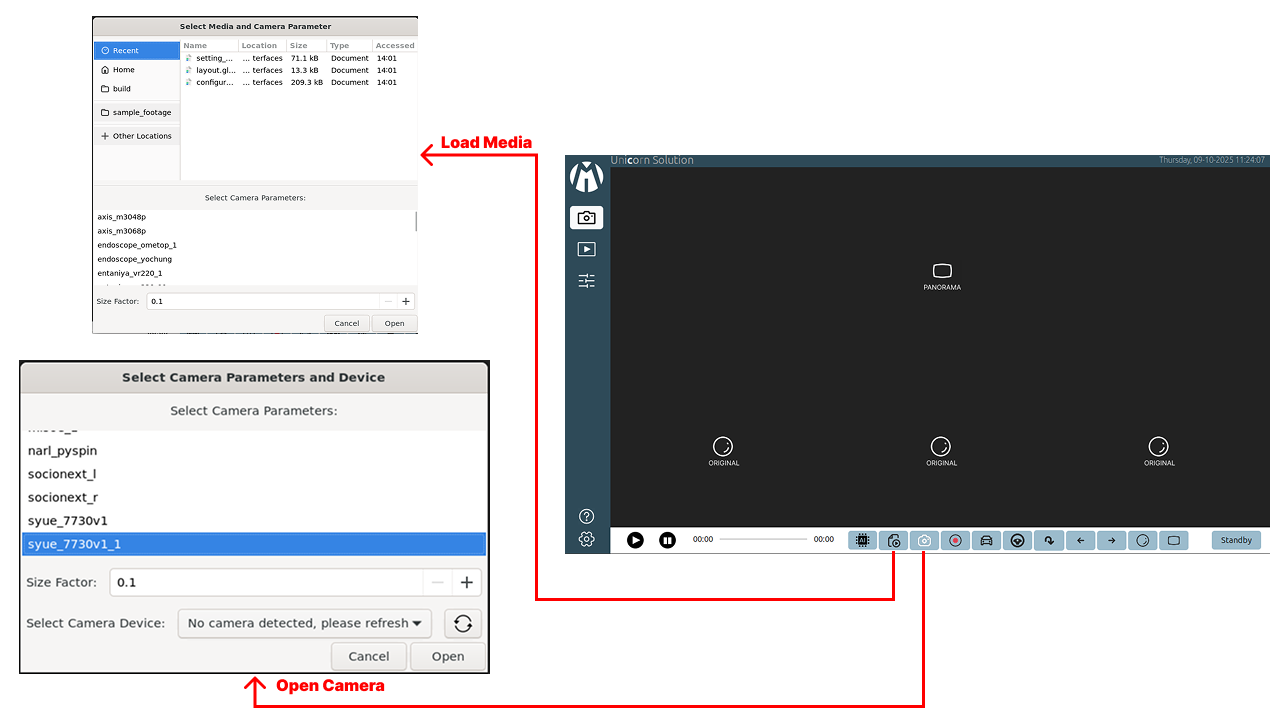 Select Media and Camera Parameter
Recent
Home
build
sample_footage
Other Locations
Name Location Size Type Accessed
setting_... ... terfaces 71.1 kB Document 14:01
layout.gl... ... terfaces 13.3 kB Document 14:01
configur... ... terfaces 209.3 kB Document 14:01
Select Camera Parameters:
axis_m3048p
axis_m3068p
endoscope_ometop_1
endoscope_yochung
entaniya_vr220_1
Size Factor: 0.1
Cancel Open
Load Media
Unicorn Solution
Thursday, 09-10-2025 11:24:07
PANORAMA
ORIGINAL ORIGINAL ORIGINAL
00:00 00:00 AI Standby
Select Camera Parameters and Device
Select Camera Parameters:
narl_pyspin
socionext_l
socionext_r
syue_7730v1
syue_7730v1_1
Size Factor: 0.1
Select Camera Device: No camera detected, please refresh
Cancel Open
Open Camera